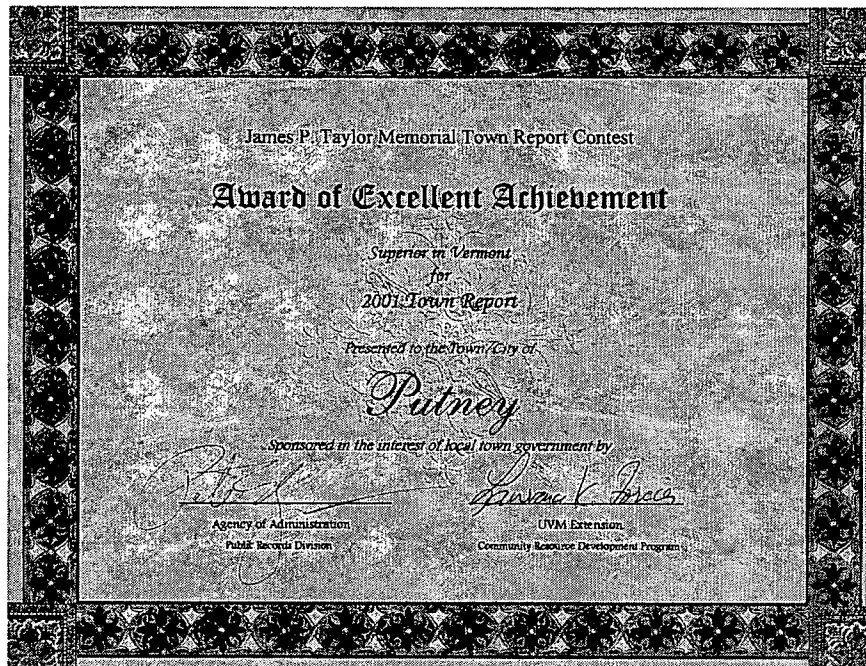 James P. Taylor Memorial Town Report Contest
Award of Excellent Achievement
Superior in Vermont
for
2001 Town Report
Presented to the Town/City of
Putney
Sponsored in the interest of local town government by
Agency of Administration
Public Records Division
UVM Extension
Community Resource Development Program